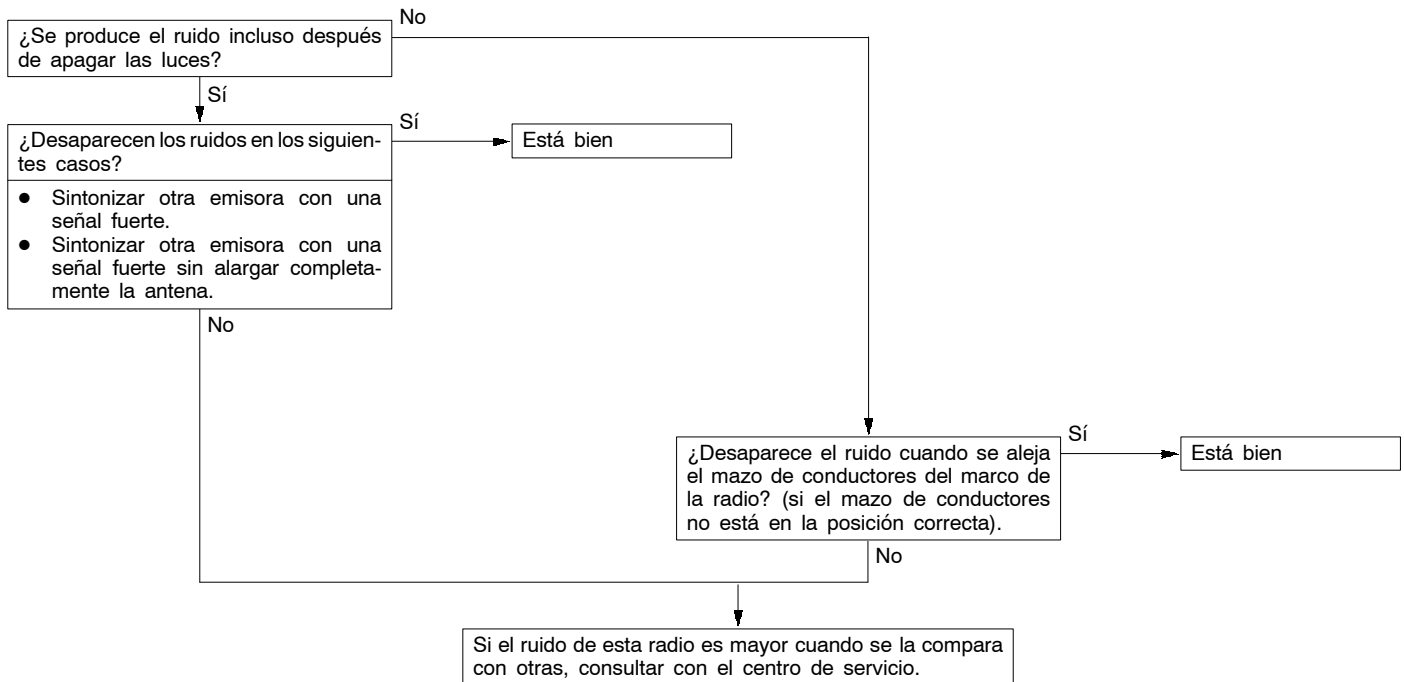 ¿Se produce el ruido incluso después
de apagar las luces?
No
Sí
¿Desaparecen los ruidos en los siguien-
tes casos?
● Sintonizar otra emisora con una
señal fuerte.
● Sintonizar otra emisora con una
señal fuerte sin alargar completa-
mente la antena.
Sí
Está bien
No
¿Desaparece el ruido cuando se aleja
el mazo de conductores del marco de
la radio? (si el mazo de conductores
no está en la posición correcta).
Sí
Está bien
No
Si el ruido de esta radio es mayor cuando se la compara
con otras, consultar con el centro de servicio.